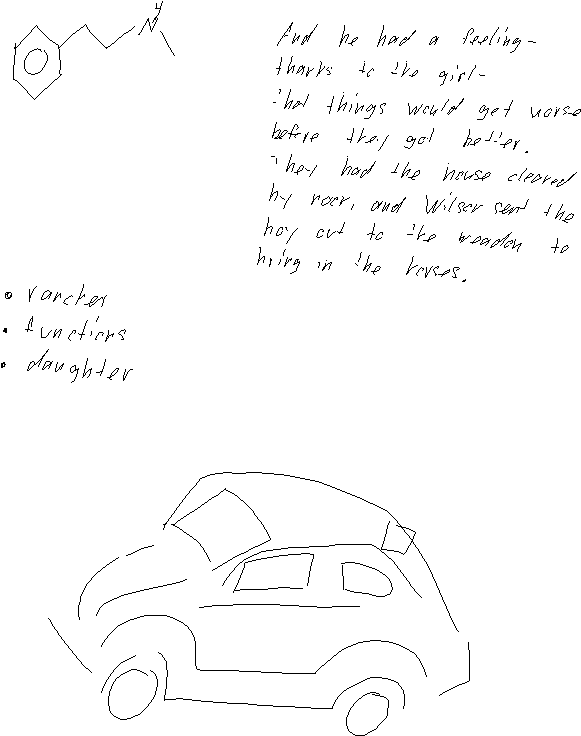 N
H
And he had a feeling-
thanks to the girl-
that things would get worse
before they got better.
They had the house cleared
by noon, and Wilson sent the
boy out to the meadow to
bring in the horses.
• rancher
• functions
• daughter